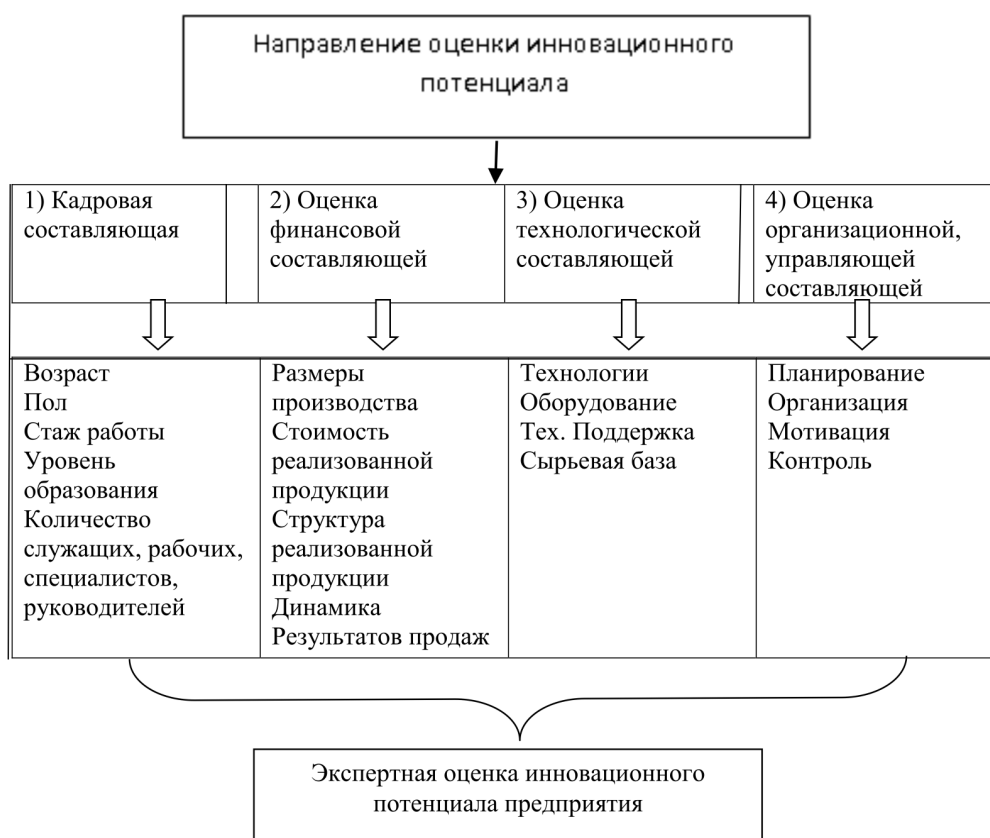 Направление оценки инновационного
потенциала
1) Кадровая
составляющая
2) Оценка
финансовой
составляющей
3) Оценка
технологической
составляющей
4) Оценка
организационной,
управляющей
составляющей
Возраст
Пол
Стаж работы
Уровень
образования
Количество
служащих, рабочих,
специалистов,
руководителей
Размеры
производства
Стоимость
реализованной
продукции
Структура
реализованной
продукции
Динамика
Результатов продаж
Технологии
Оборудование
Тех. Поддержка
Сырьевая база
Планирование
Организация
Мотивация
Контроль
Экспертная оценка инновационного
потенциала предприятия